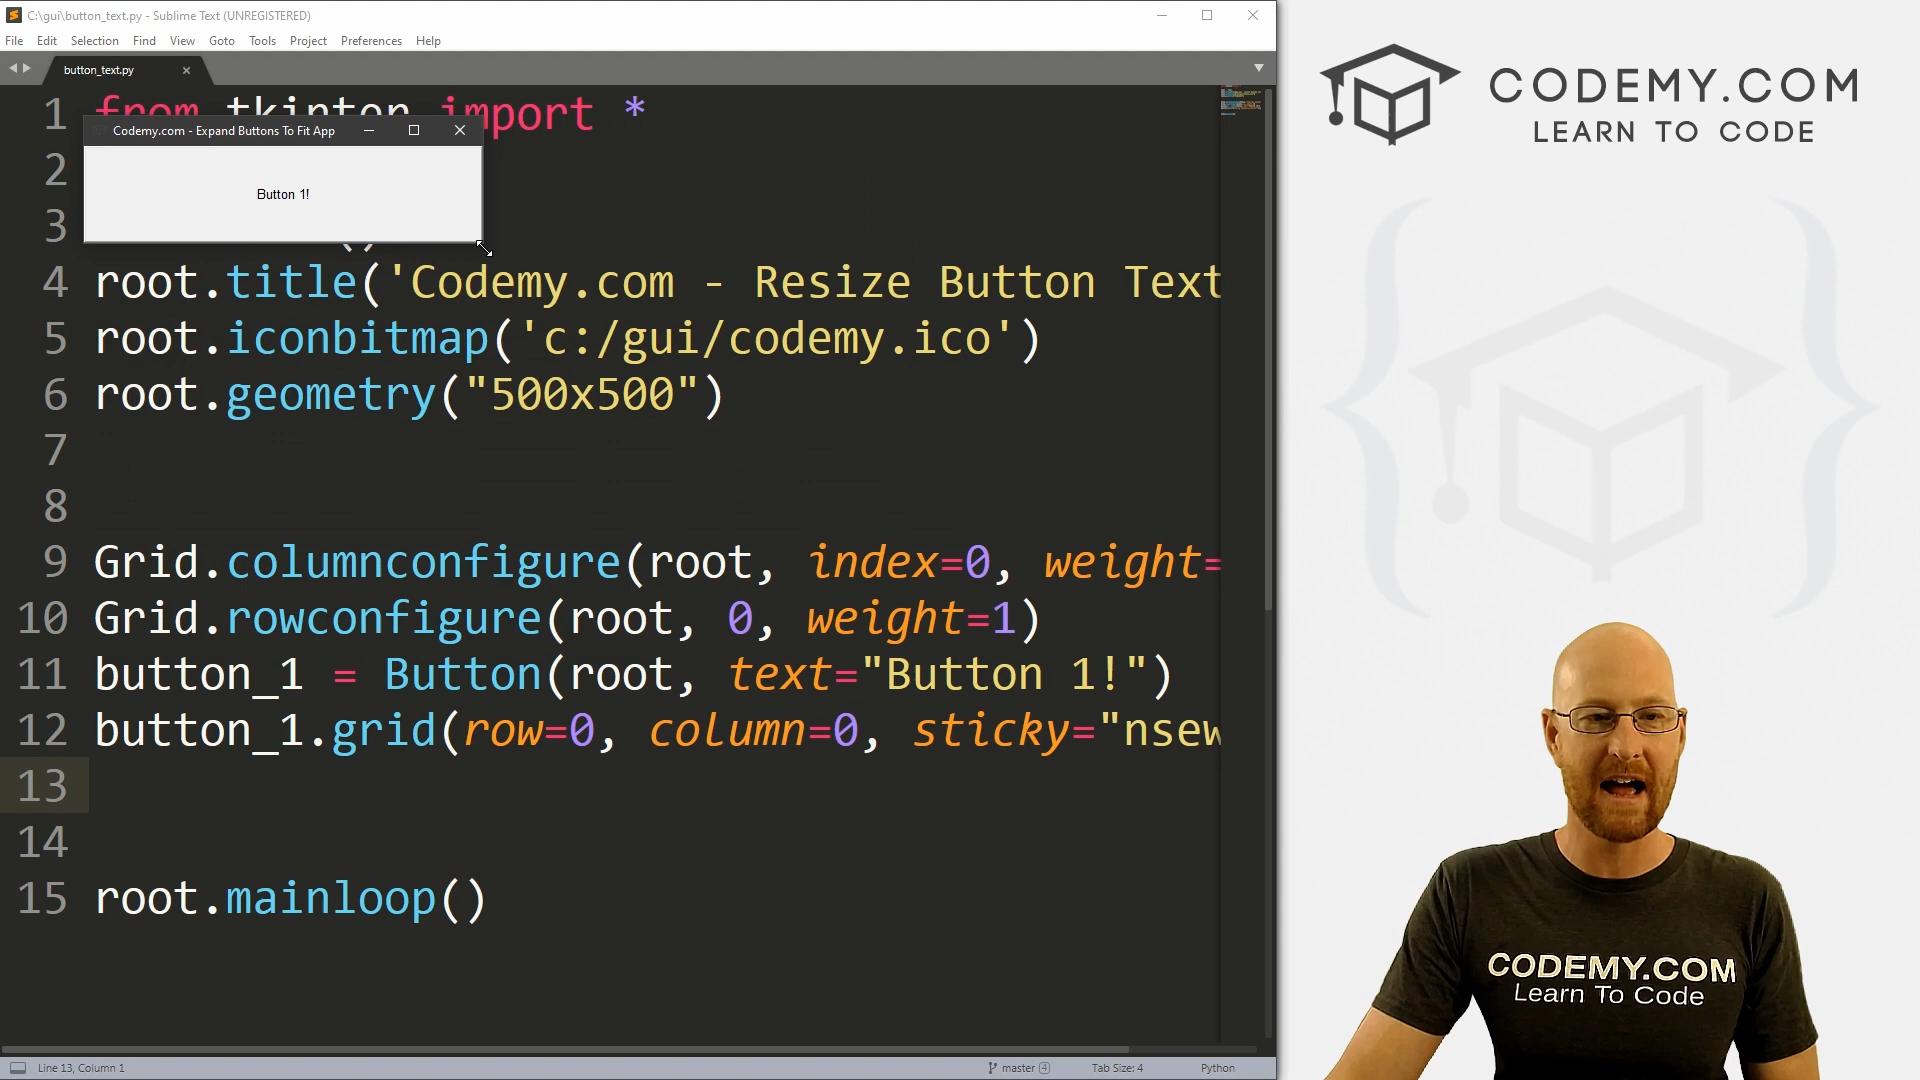 C:\gui\button_text.py - Sublime Text (UNREGISTERED)
File Edit Selection Find View Goto Tools Project Preferences Help
button_text.py
1 from tkinter import *
Codemy.com - Expand Buttons To Fit App
2
Button 1!
3 ()
4 root.title('Codemy.com - Resize Button Text
5 root.iconbitmap('c:/gui/codemy.ico')
6 root.geometry("500x500")
7
8
9 Grid.columnconfigure(root, index=0, weight=
10 Grid.rowconfigure(root, 0, weight=1)
11 button_1 = Button(root, text="Button 1!")
12 button_1.grid(row=0, column=0, sticky="nsew
13
14
15 root.mainloop()
Line 13, Column 1 master 4 Tab Size: 4 Python
CODEMY.COM
LEARN TO CODE
CODEMY.COM
Learn To Code